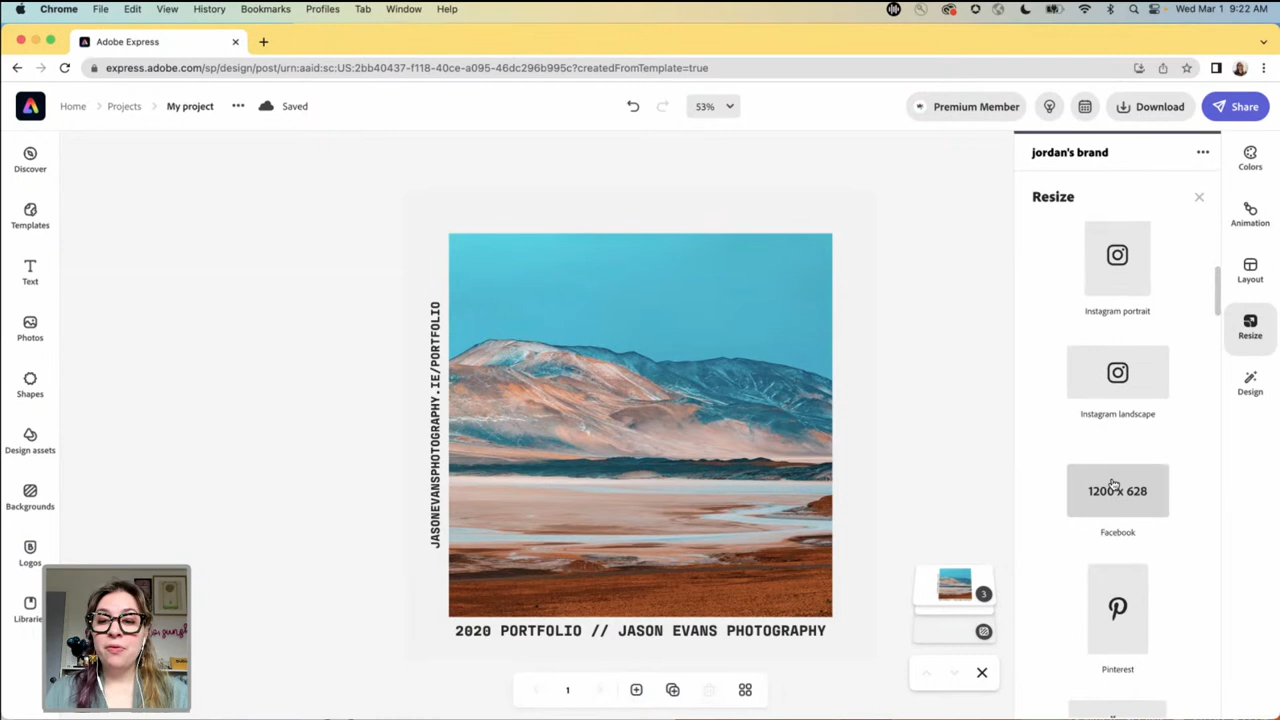 Chrome File Edit View History Bookmarks Profiles Tab Window Help
Wed Mar 1 9:22 AM
Adobe Express
express.adobe.com/sp/design/post/urn:aaid:sc:US:2bb40437-f118-40ce-a095-46dc296b995c?createdFromTemplate=true
Home Projects My project Saved
53%
Premium Member
Download
Share
Discover
Templates
Text
Photos
Shapes
Design assets
Backgrounds
Logos
JASONEVANSPHOTOGRAPHY.IE/PORTFOLIO
2020 PORTFOLIO // JASON EVANS PHOTOGRAPHY
3
1
jordan's brand
Resize
Instagram portrait
Instagram landscape
1200 x 628
Facebook
Pinterest
Colors
Animation
Layout
Resize
Design